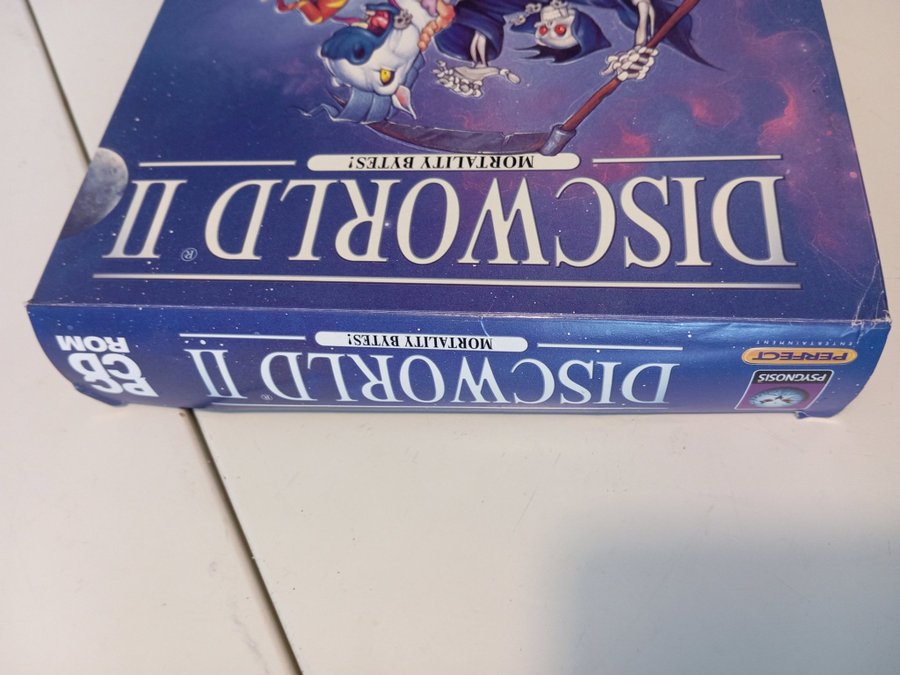 DISCWORLD II ®
MORTALITY BYTES!
PERFECT
ENTERTAINMENT
PSYGNOSIS
DISCWORLD II ®
MORTALITY BYTES!
PC
CD
ROM